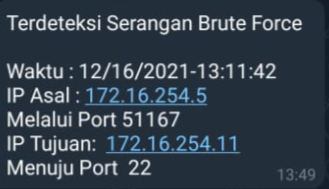 Terdeteksi Serangan Brute Force
Waktu : 12/16/2021-13:11:42
IP Asal : 172.16.254.5
Melalui Port 51167
IP Tujuan: 172.16.254.11
Menuju Port 22
13:49